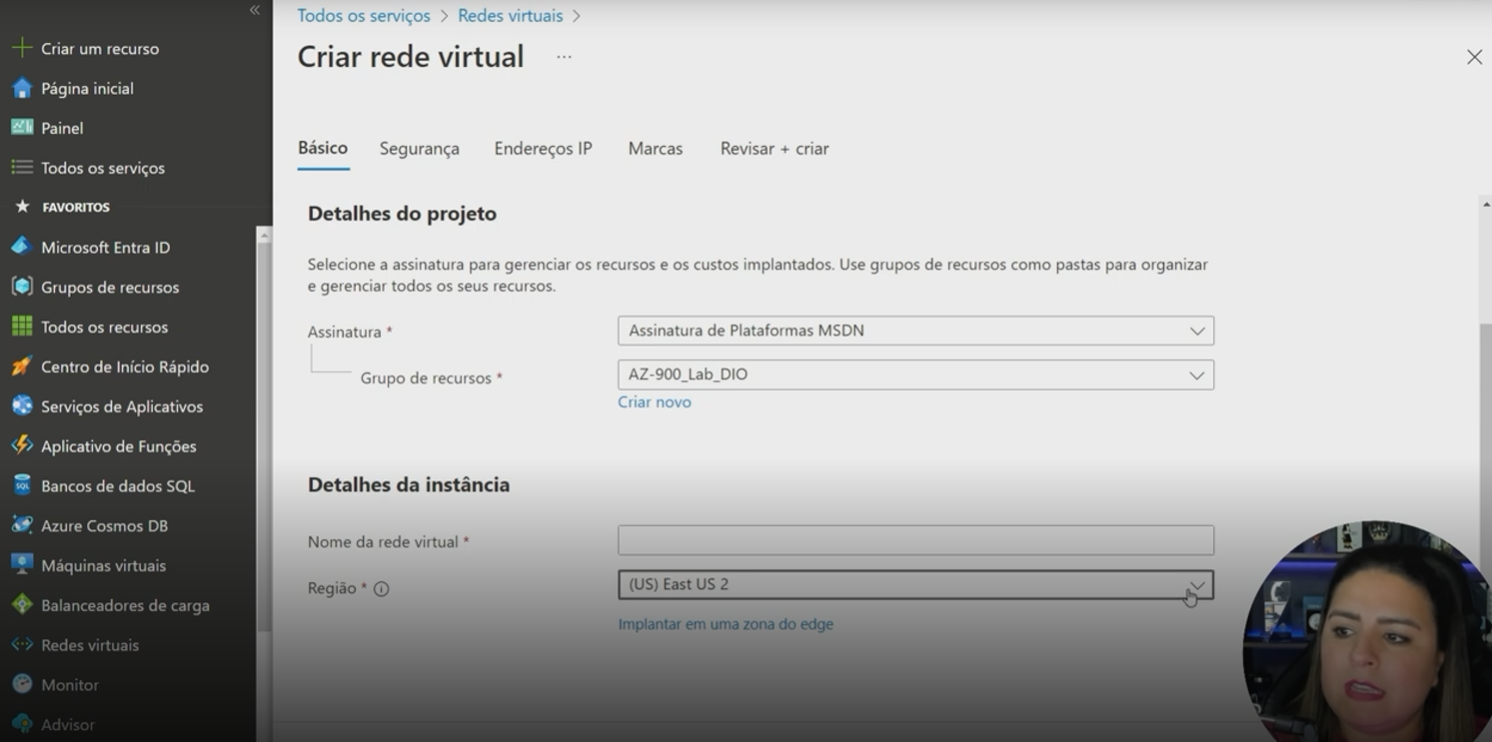 Criar um recurso
Página inicial
Painel
Todos os serviços
FAVORITOS
Microsoft Entra ID
Grupos de recursos
Todos os recursos
Centro de Início Rápido
Serviços de Aplicativos
Aplicativo de Funções
Bancos de dados SQL
Azure Cosmos DB
Máquinas virtuais
Balanceadores de carga
Redes virtuais
Monitor
Advisor
Todos os serviços > Redes virtuais >
Criar rede virtual ...
Básico Segurança Endereços IP Marcas Revisar + criar
Detalhes do projeto
Selecione a assinatura para gerenciar os recursos e os custos implantados. Use grupos de recursos como pastas para organizar
e gerenciar todos os seus recursos.
Assinatura * Assinatura de Plataformas MSDN
Grupo de recursos * AZ-900_Lab_DIO
Criar novo
Detalhes da instância
Nome da rede virtual *
Região * (US) East US 2
Implantar em uma zona do edge